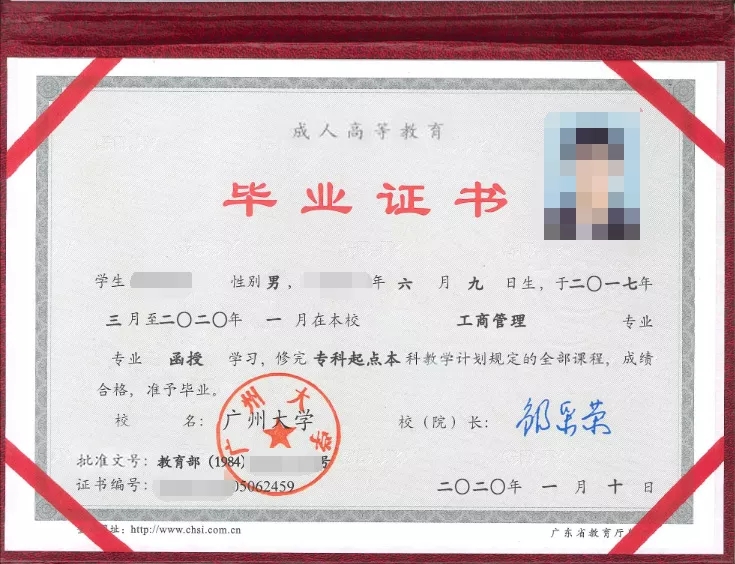 成人高等教育
毕业证书
学生 性别 男， 年 六 月 九 日生，于二〇一七年
三月至二〇二〇年 一 月在本校 工商管理 专业
专业 函授 学习，修完 专科起点本 科教学计划规定的全部课程，成绩
合格，准予毕业。
校 名：广州大学 校（院）长：
广州大学
批准文号：教育部（1984） 号
证书编号： 05062459 二〇二〇年 一 月 十 日
网址：http://www.chsi.com.cn 广东省教育厅